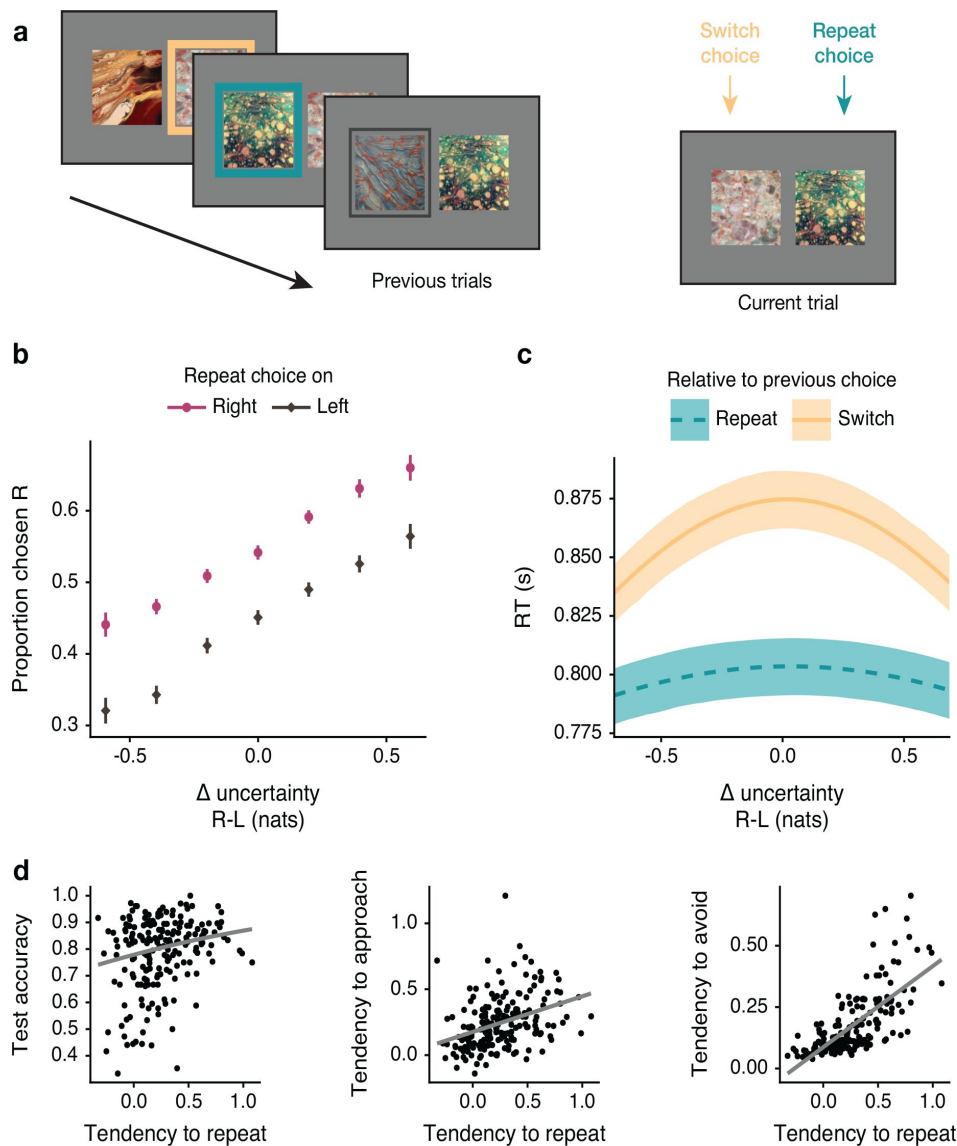 a
Switch
choice
Repeat
choice
Previous trials
Current trial
b
Repeat choice on
Right
Left
Proportion chosen R
0.6
0.5
0.4
0.3
-0.5
0.0
0.5
Δ uncertainty
R-L (nats)
c
Relative to previous choice
Repeat
Switch
RT (s)
0.875
0.850
0.825
0.800
0.775
-0.5
0.0
0.5
Δ uncertainty
R-L (nats)
d
Test accuracy
1.0
0.9
0.8
0.7
0.6
0.5
0.4
0.0
0.5
1.0
Tendency to repeat
Tendency to approach
1.0
0.5
0.0
0.0
0.5
1.0
Tendency to repeat
Tendency to avoid
0.50
0.25
0.00
0.0
0.5
1.0
Tendency to repeat